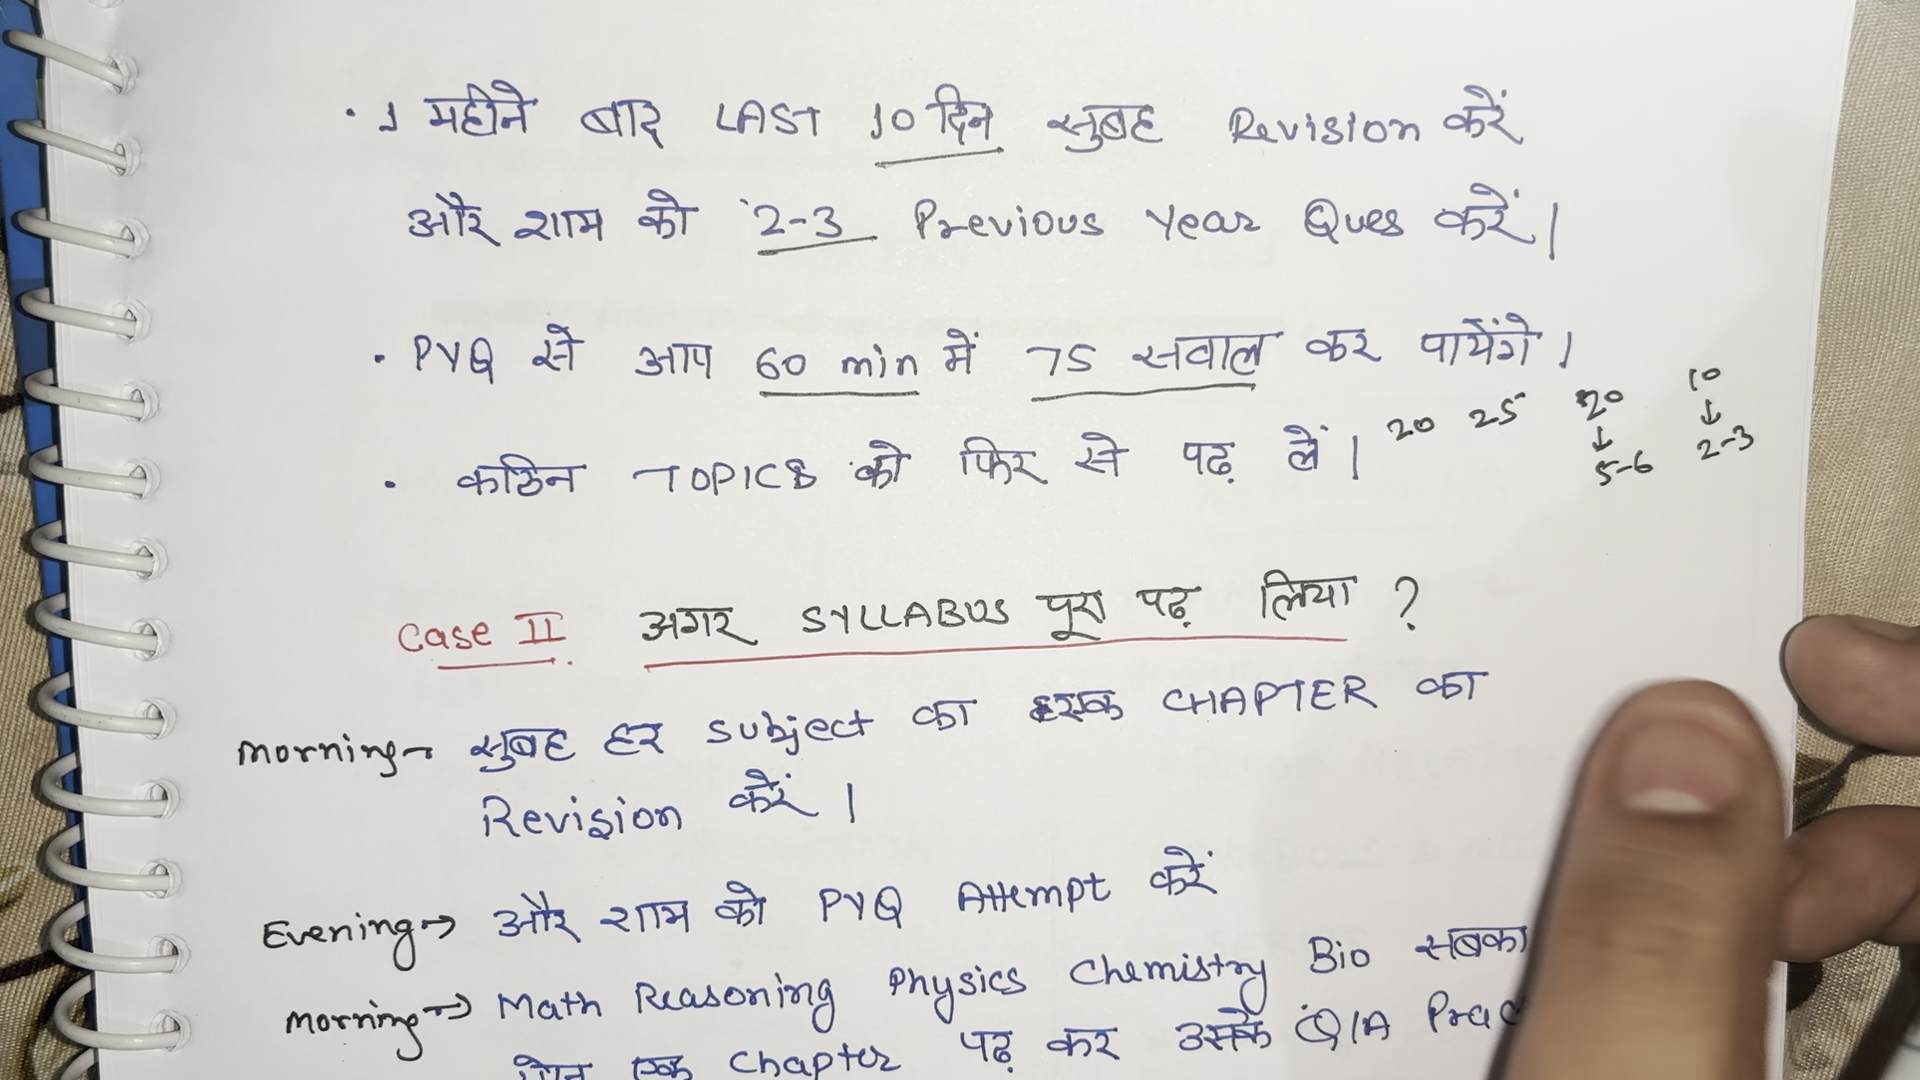 · 1 महीने बाद LAST 10 दिन सुबह Revision करें
और शाम को 2-3 Previous Year Ques करें।
· PYQ से आप 60 min में 75 सवाल कर पायेंगे।
· कठिन TOPICS को फिर से पढ़ लें।
20 25 20 10
↓ ↓
5-6 2-3
Case II अगर SYLLABUS पूरा पढ़ लिया ?
Morning→ सुबह हर Subject का एक CHAPTER का
Revision करें।
Evening→ और शाम को PYQ Attempt करें
Morning→ Math Reasoning Physics Chemistry Bio सबका
एक Chapter पढ़ कर उसके Q/A